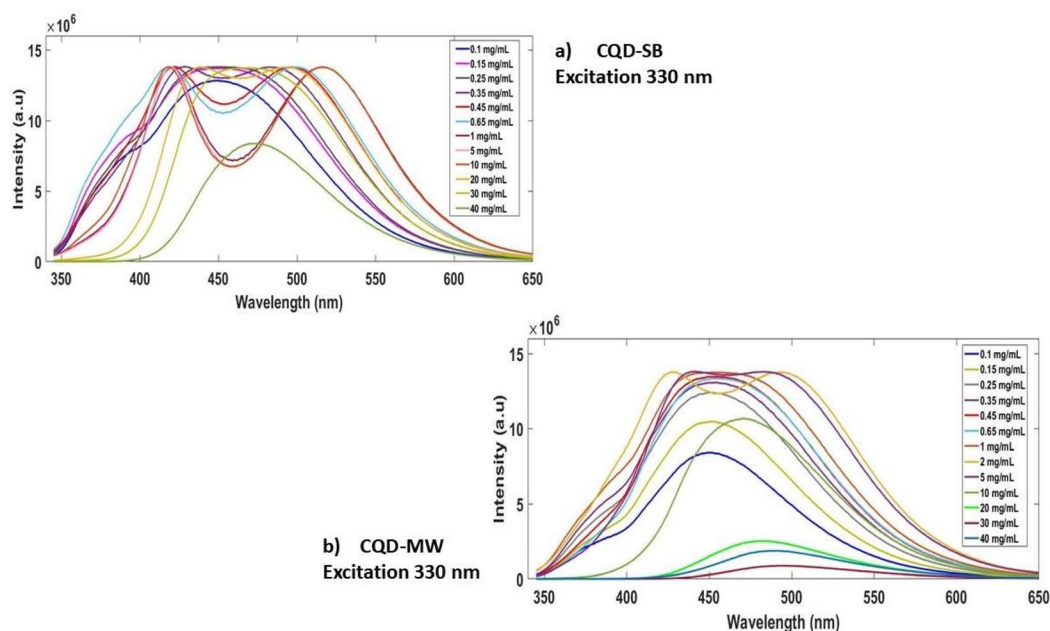 ×10⁶
15
10
5
0
Intensity (a.u)
350 400 450 500 550 600 650
Wavelength (nm)
0.1 mg/mL
0.15 mg/mL
0.25 mg/mL
0.35 mg/mL
0.45 mg/mL
0.65 mg/mL
1 mg/mL
5 mg/mL
10 mg/mL
20 mg/mL
30 mg/mL
40 mg/mL
a) CQD-SB
Excitation 330 nm
×10⁶
15
10
5
0
Intensity (a.u)
350 400 450 500 550 600 650
Wavelength (nm)
0.1 mg/mL
0.15 mg/mL
0.25 mg/mL
0.35 mg/mL
0.45 mg/mL
0.65 mg/mL
1 mg/mL
2 mg/mL
5 mg/mL
10 mg/mL
20 mg/mL
30 mg/mL
40 mg/mL
b) CQD-MW
Excitation 330 nm